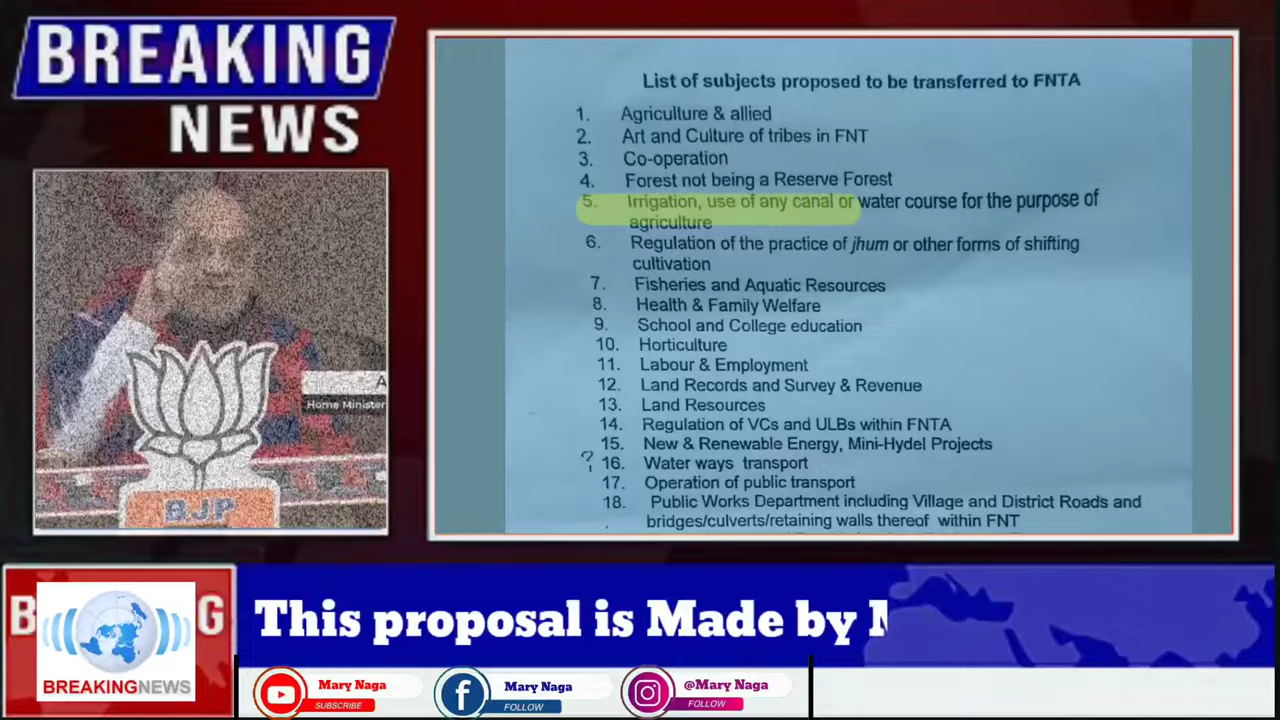 BREAKING
NEWS
List of subjects proposed to be transferred to FNTA
1. Agriculture & allied
2. Art and Culture of tribes in FNT
3. Co-operation
4. Forest not being a Reserve Forest
5. Irrigation, use of any canal or water course for the purpose of
agriculture
6. Regulation of the practice of jhum or other forms of shifting
cultivation
7. Fisheries and Aquatic Resources
8. Health & Family Welfare
9. School and College education
10. Horticulture
11. Labour & Employment
12. Land Records and Survey & Revenue
13. Land Resources
14. Regulation of VCs and ULBs within FNTA
15. New & Renewable Energy, Mini-Hydel Projects
? 16. Water ways transport
17. Operation of public transport
18. Public Works Department including Village and District Roads and
bridges/culverts/retaining walls thereof within FNT
A
Home Minister
BJP
B G
BREAKINGNEWS
This proposal is Made by
Mary Naga
SUBSCRIBE
Mary Naga
FOLLOW
@Mary Naga
FOLLOW